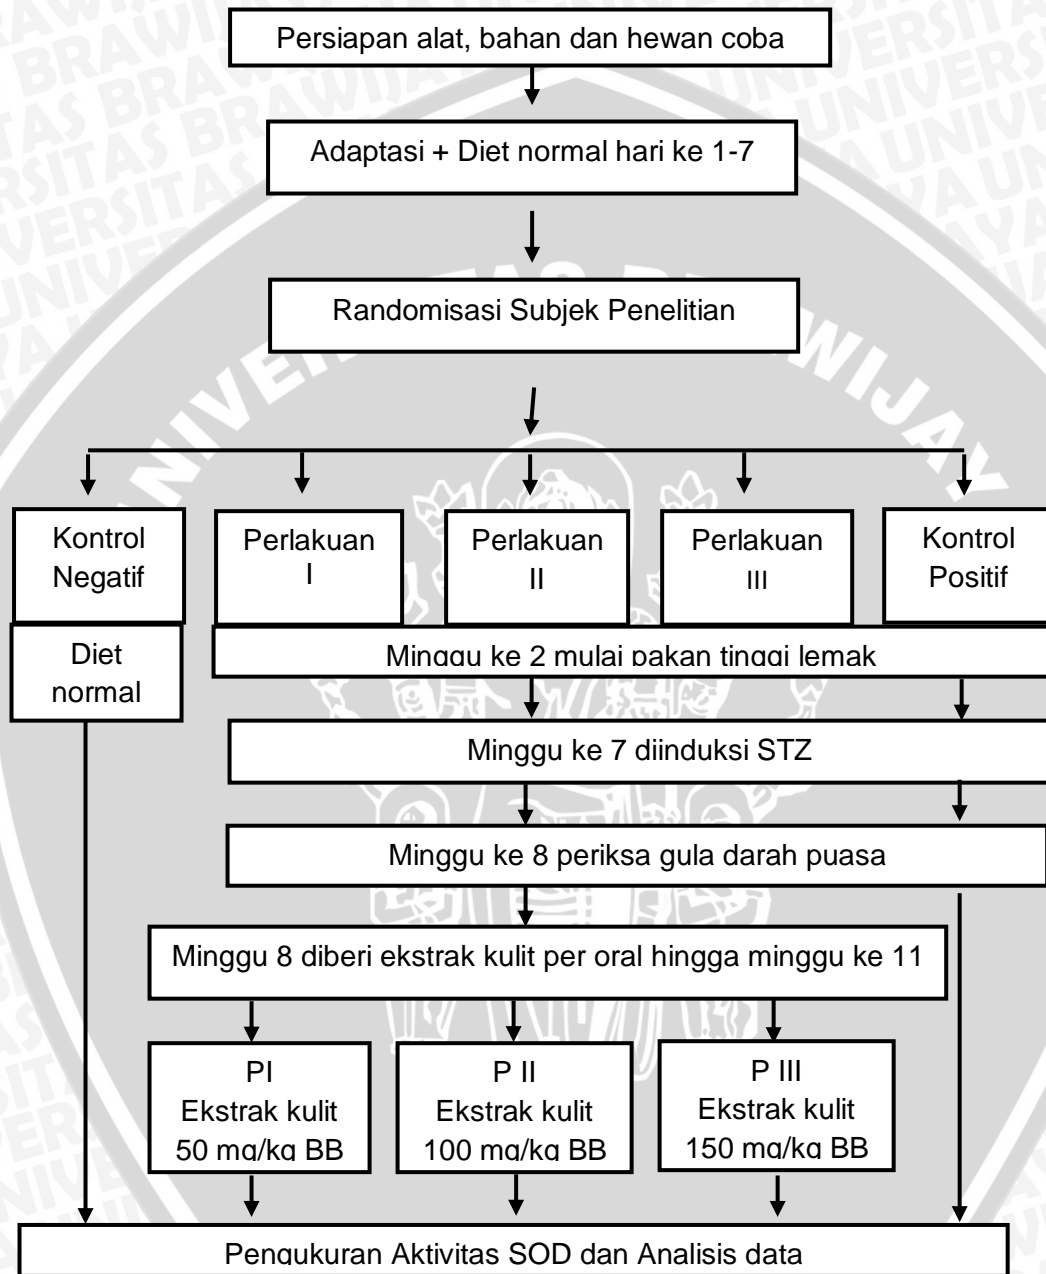 Persiapan alat, bahan dan hewan coba
Adaptasi + Diet normal hari ke 1-7
Randomisasi Subjek Penelitian
Kontrol
Negatif
Perlakuan
I
Perlakuan
II
Perlakuan
III
Kontrol
Positif
Diet
normal
Minggu ke 2 mulai pakan tinggi lemak
Minggu ke 7 diinduksi STZ
Minggu ke 8 periksa gula darah puasa
Minggu 8 diberi ekstrak kulit per oral hingga minggu ke 11
PI
Ekstrak kulit
50 mg/kg BB
P II
Ekstrak kulit
100 mg/kg BB
P III
Ekstrak kulit
150 mg/kg BB
Pengukuran Aktivitas SOD dan Analisis data